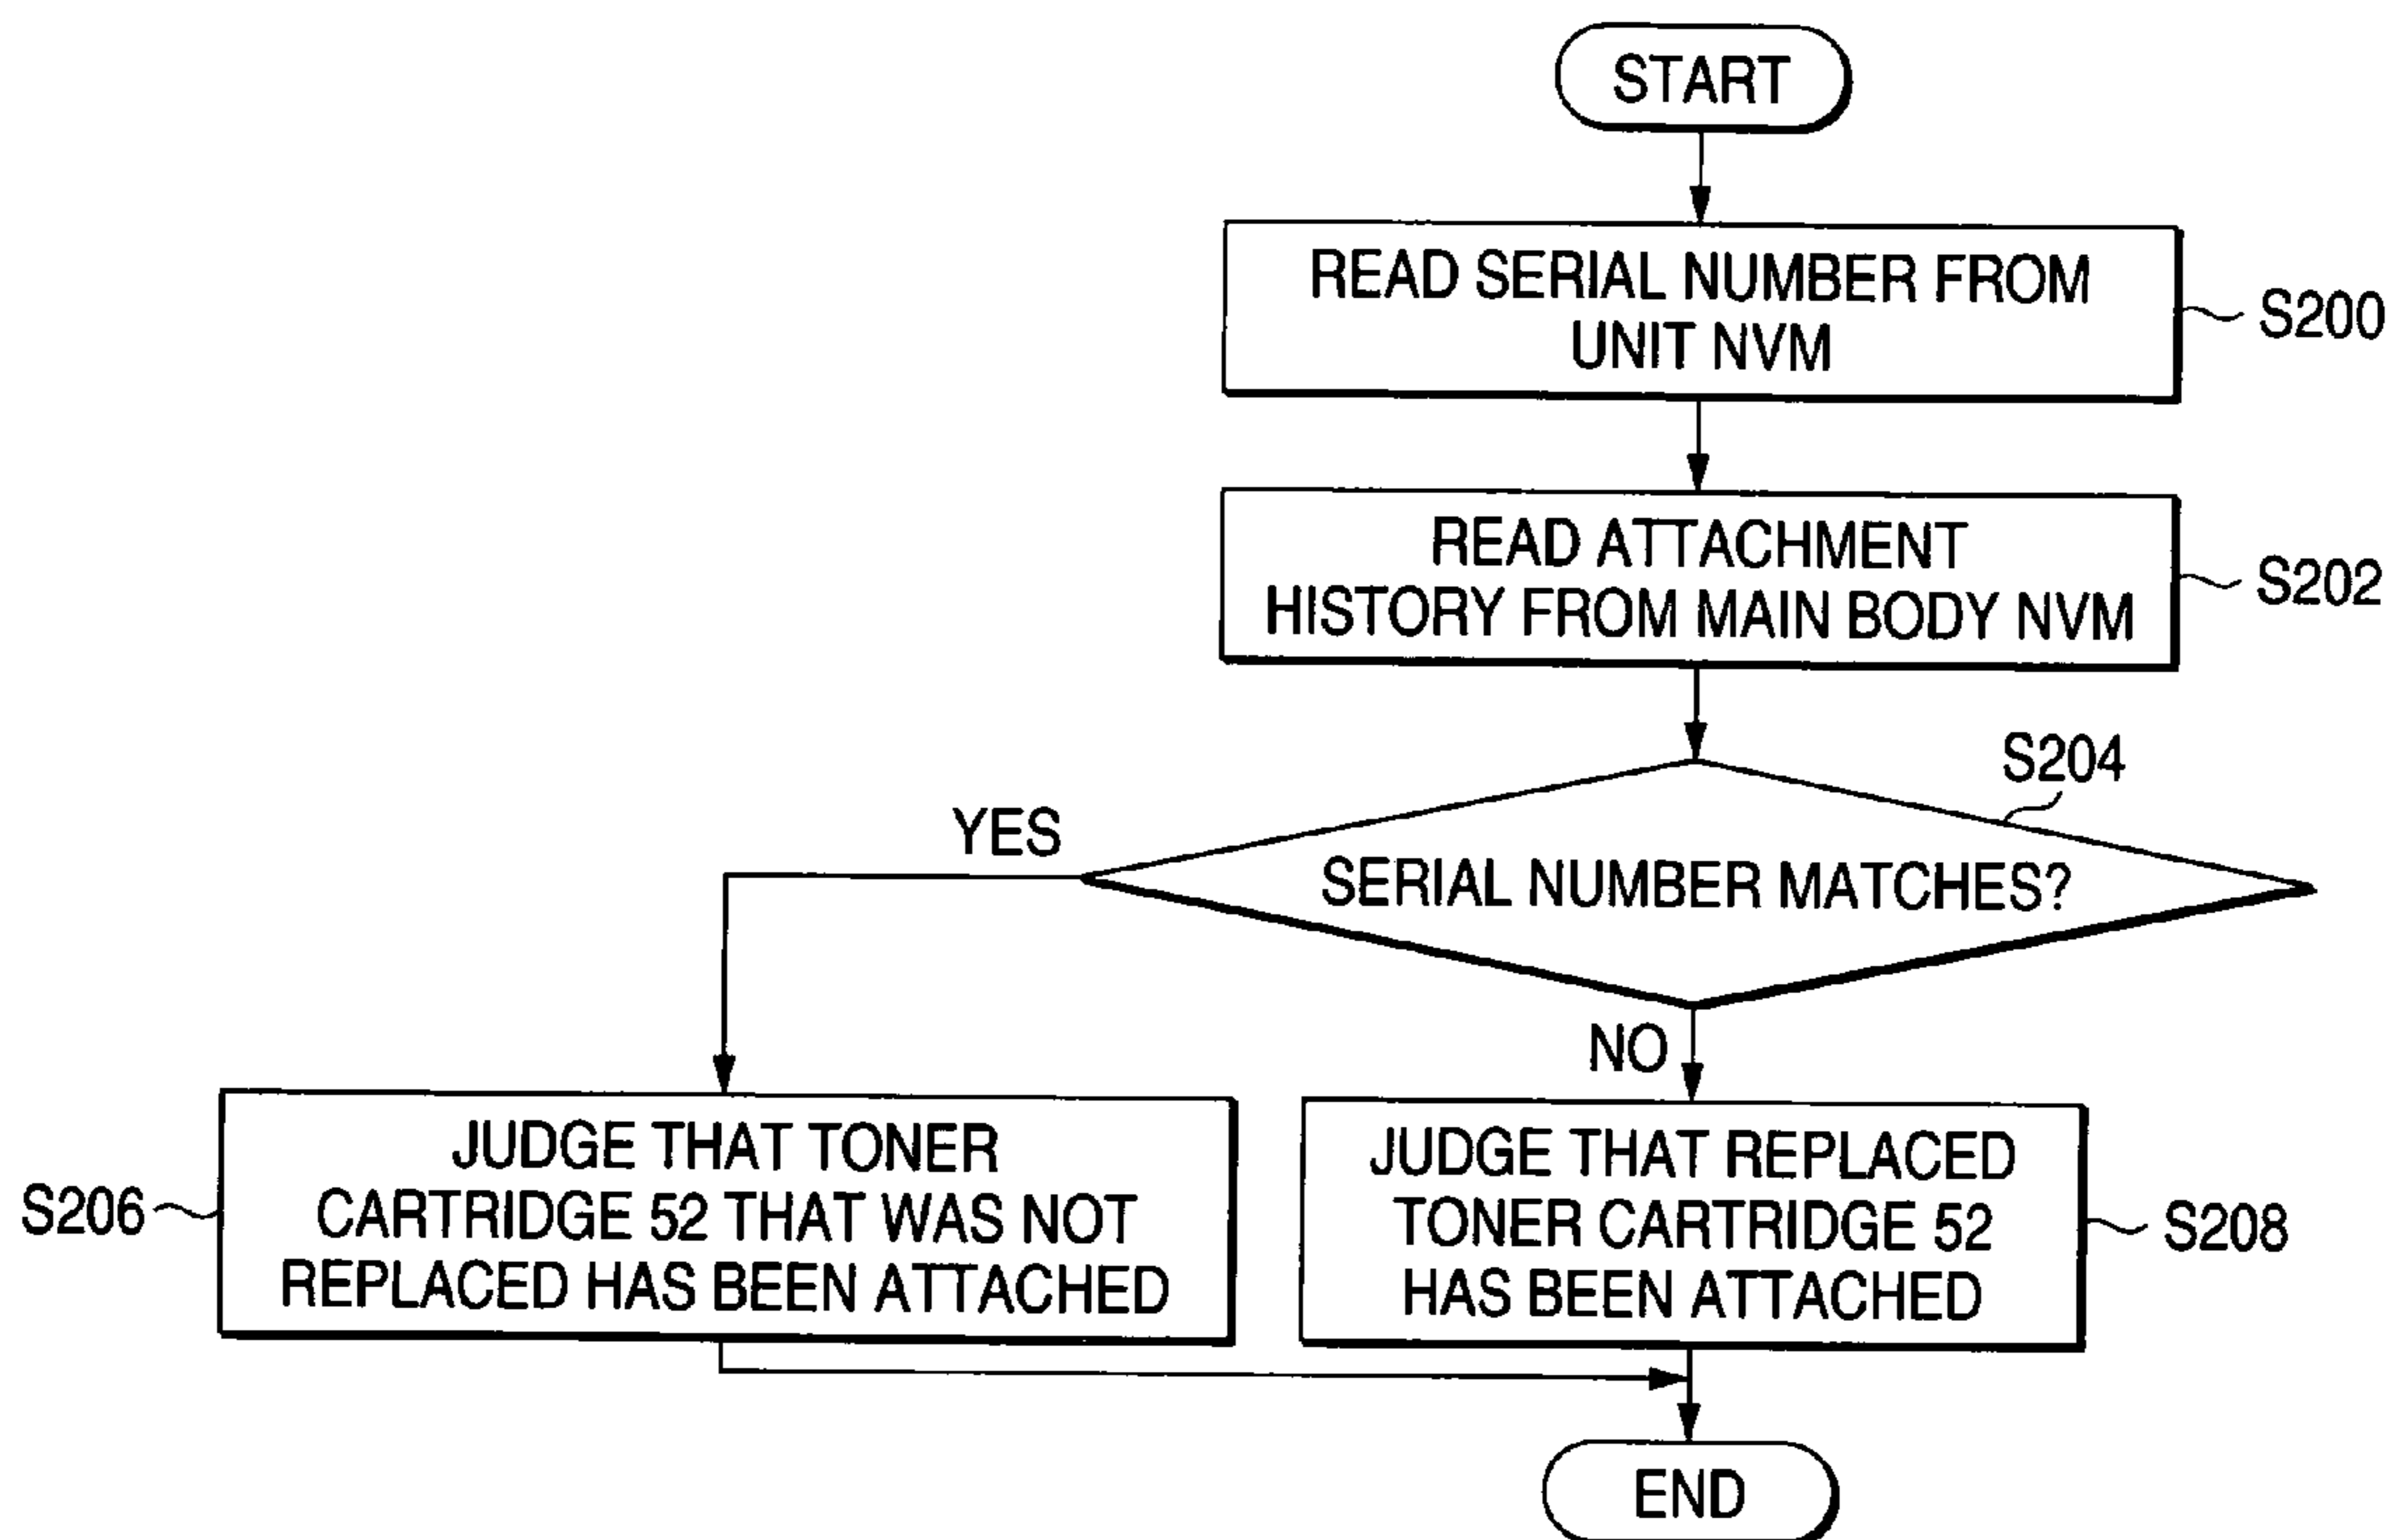 START
READ SERIAL NUMBER FROM
UNIT NVM
S200
READ ATTACHMENT
HISTORY FROM MAIN BODY NVM
S202
S204
YES
SERIAL NUMBER MATCHES?
NO
S206
JUDGE THAT TONER
CARTRIDGE 52 THAT WAS NOT
REPLACED HAS BEEN ATTACHED
JUDGE THAT REPLACED
TONER CARTRIDGE 52
HAS BEEN ATTACHED
S208
END